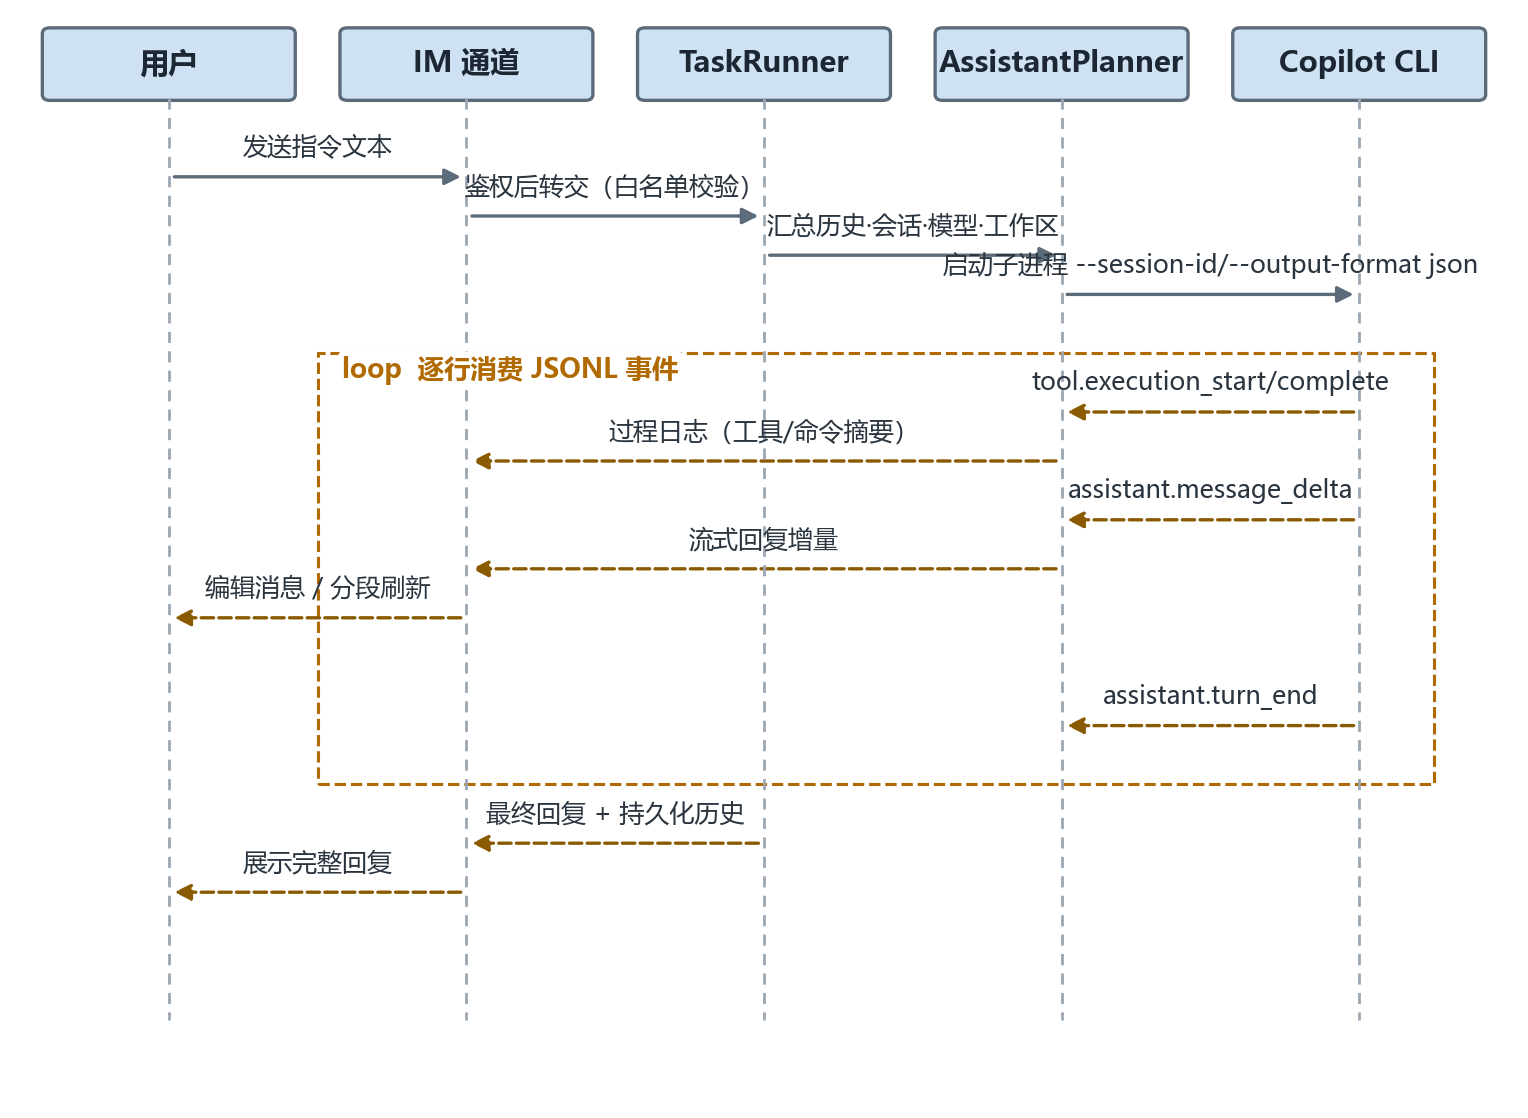 用户
IM 通道
TaskRunner
AssistantPlanner
Copilot CLI
发送指令文本
鉴权后转交（白名单校验）
汇总历史·会话·模型·工作区
启动子进程 --session-id/--output-format json
loop 逐行消费 JSONL 事件
tool.execution_start/complete
过程日志（工具/命令摘要）
assistant.message_delta
流式回复增量
编辑消息 / 分段刷新
assistant.turn_end
最终回复 + 持久化历史
展示完整回复